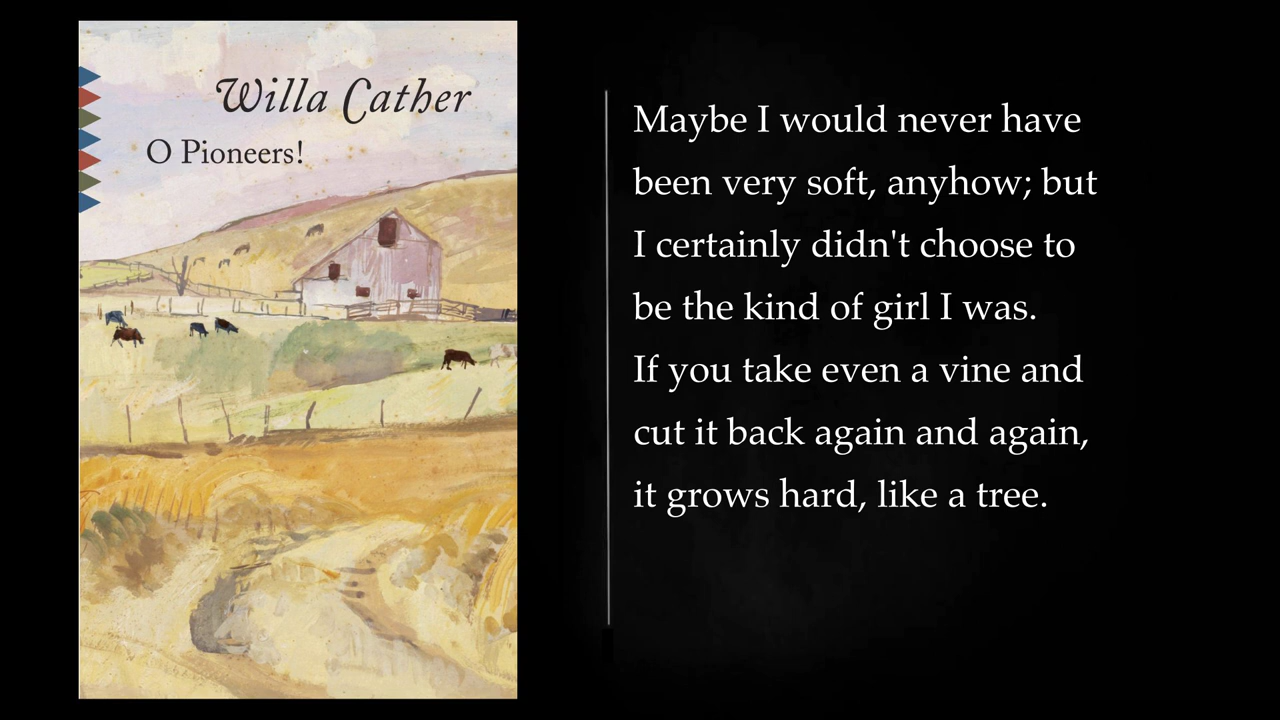 Willa Cather
O Pioneers!
Maybe I would never have
been very soft, anyhow; but
I certainly didn't choose to
be the kind of girl I was.
If you take even a vine and
cut it back again and again,
it grows hard, like a tree.